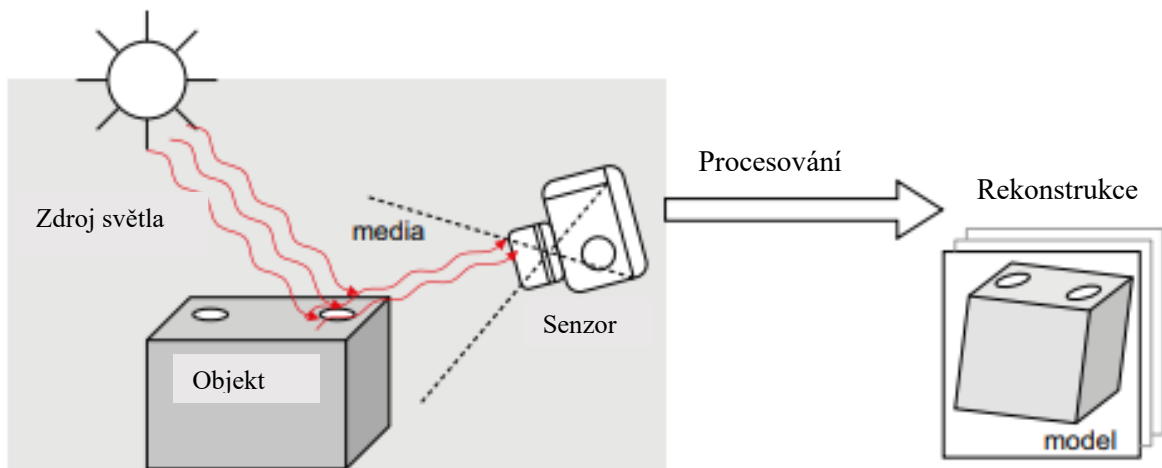 Procesování
Rekonstrukce
Zdroj světla
media
Senzor
Objekt
model